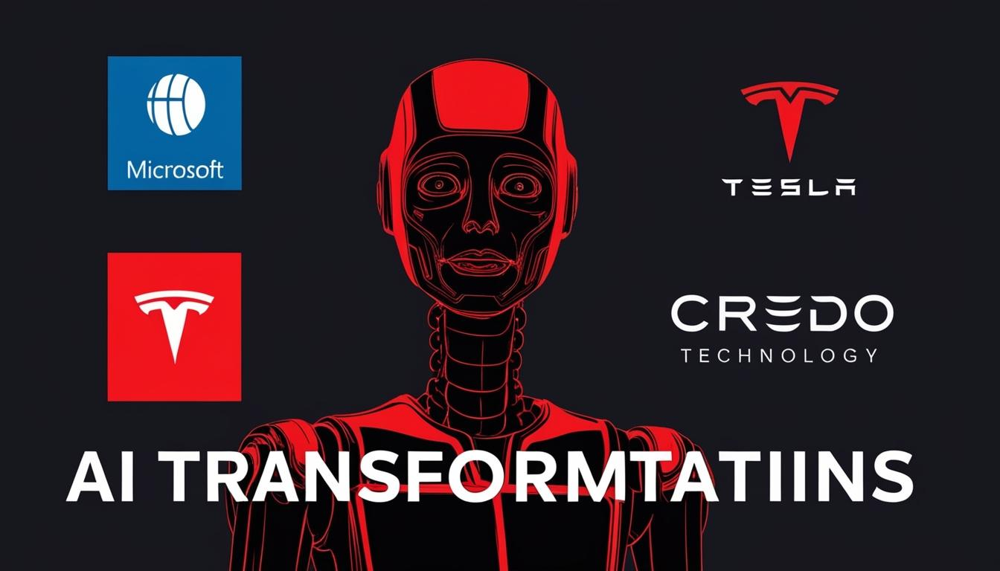 Microsoft
TESLA
CREDO
TECHNOLOGY
AI TRANSFORMTATIINS